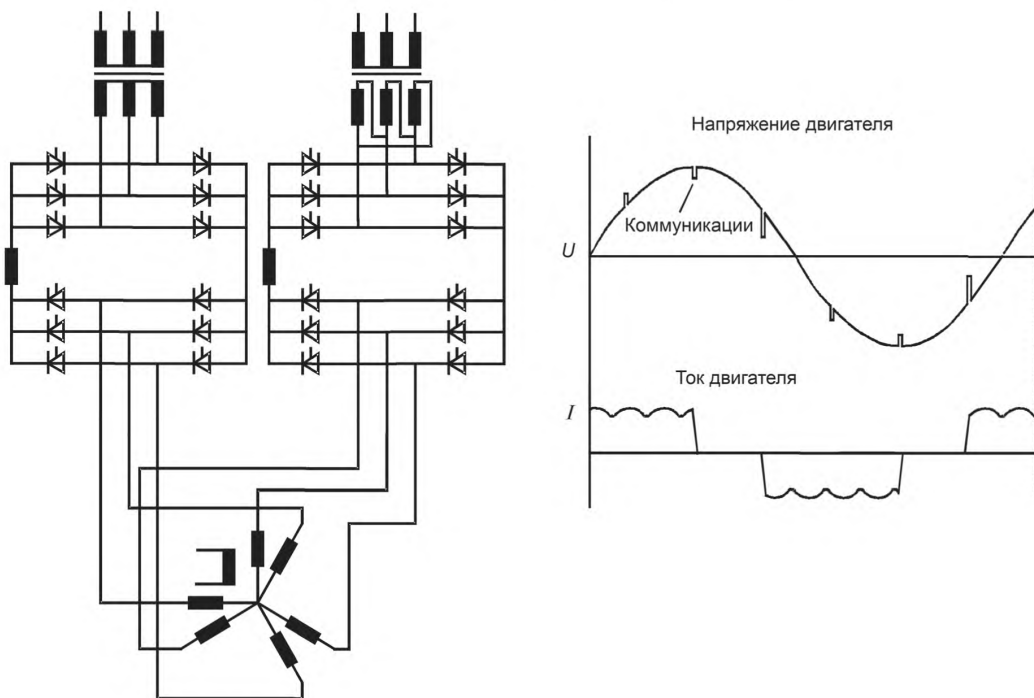 Напряжение двигателя
Коммуникации
U
Ток двигателя
I